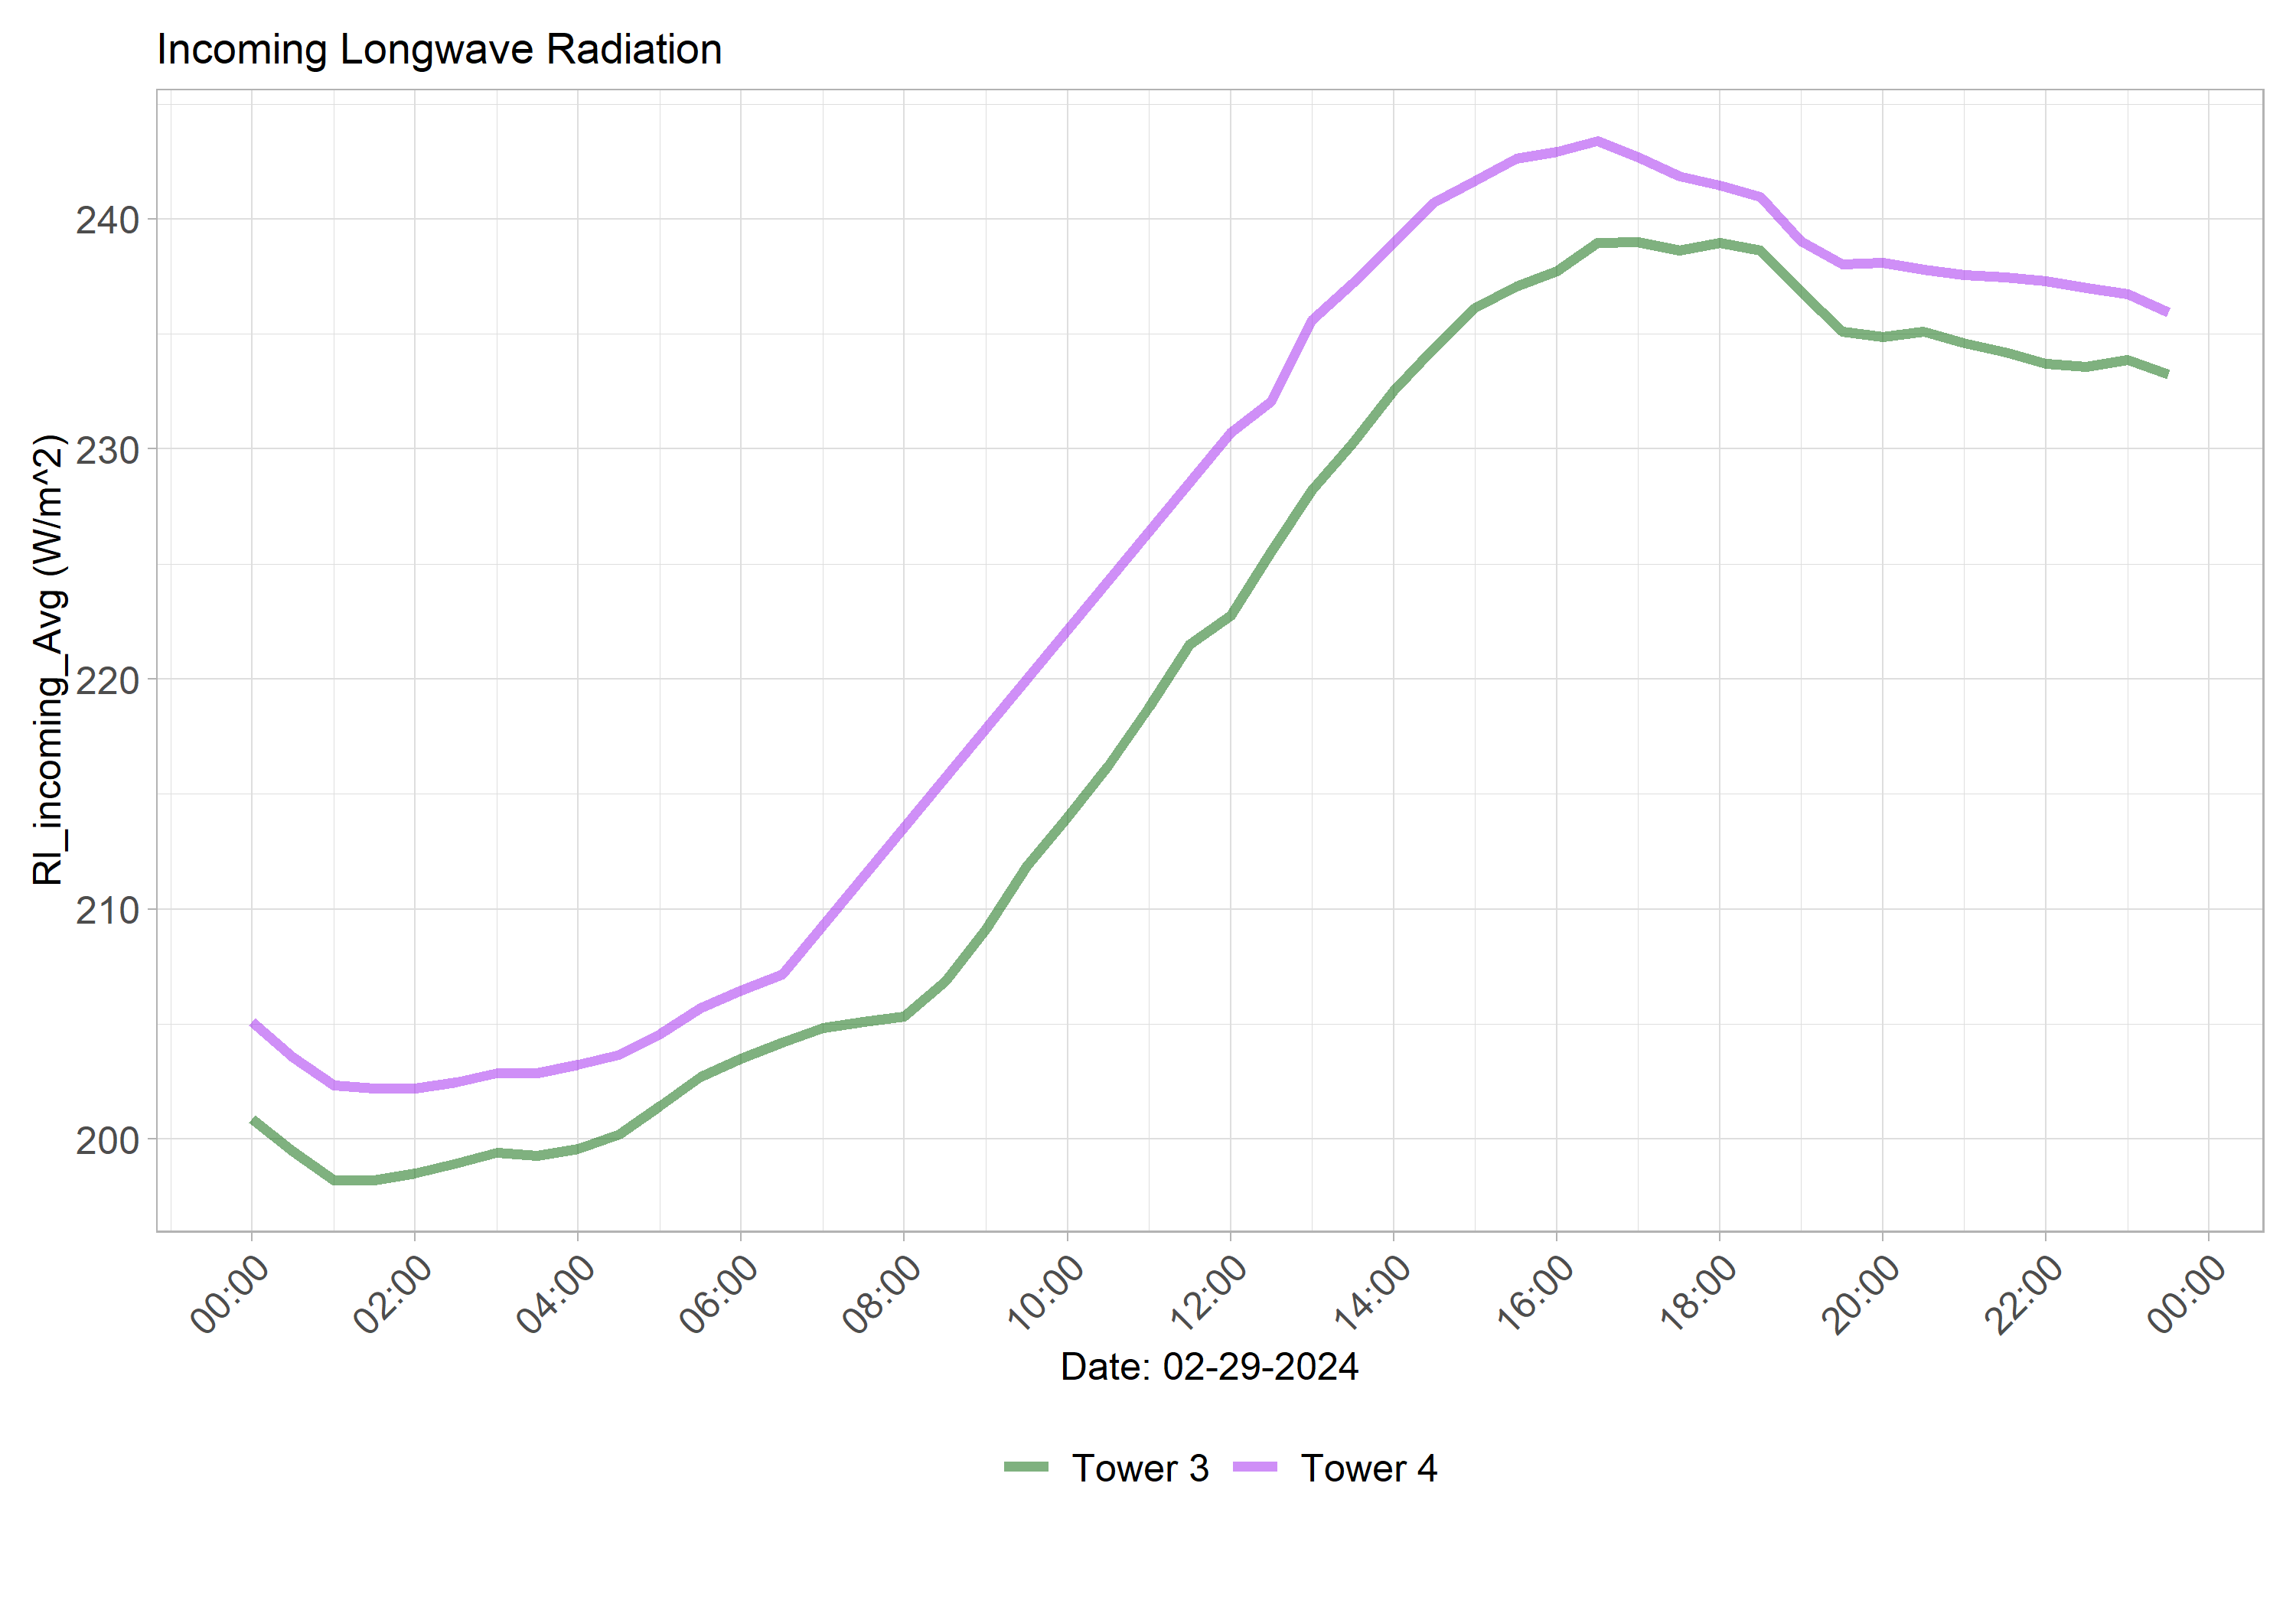 Incoming Longwave Radiation
Rl_incoming_Avg (W/m^2)
240
230
220
210
200
00:00 02:00 04:00 06:00 08:00 10:00 12:00 14:00 16:00 18:00 20:00 22:00 00:00
Date: 02-29-2024
Tower 3 Tower 4